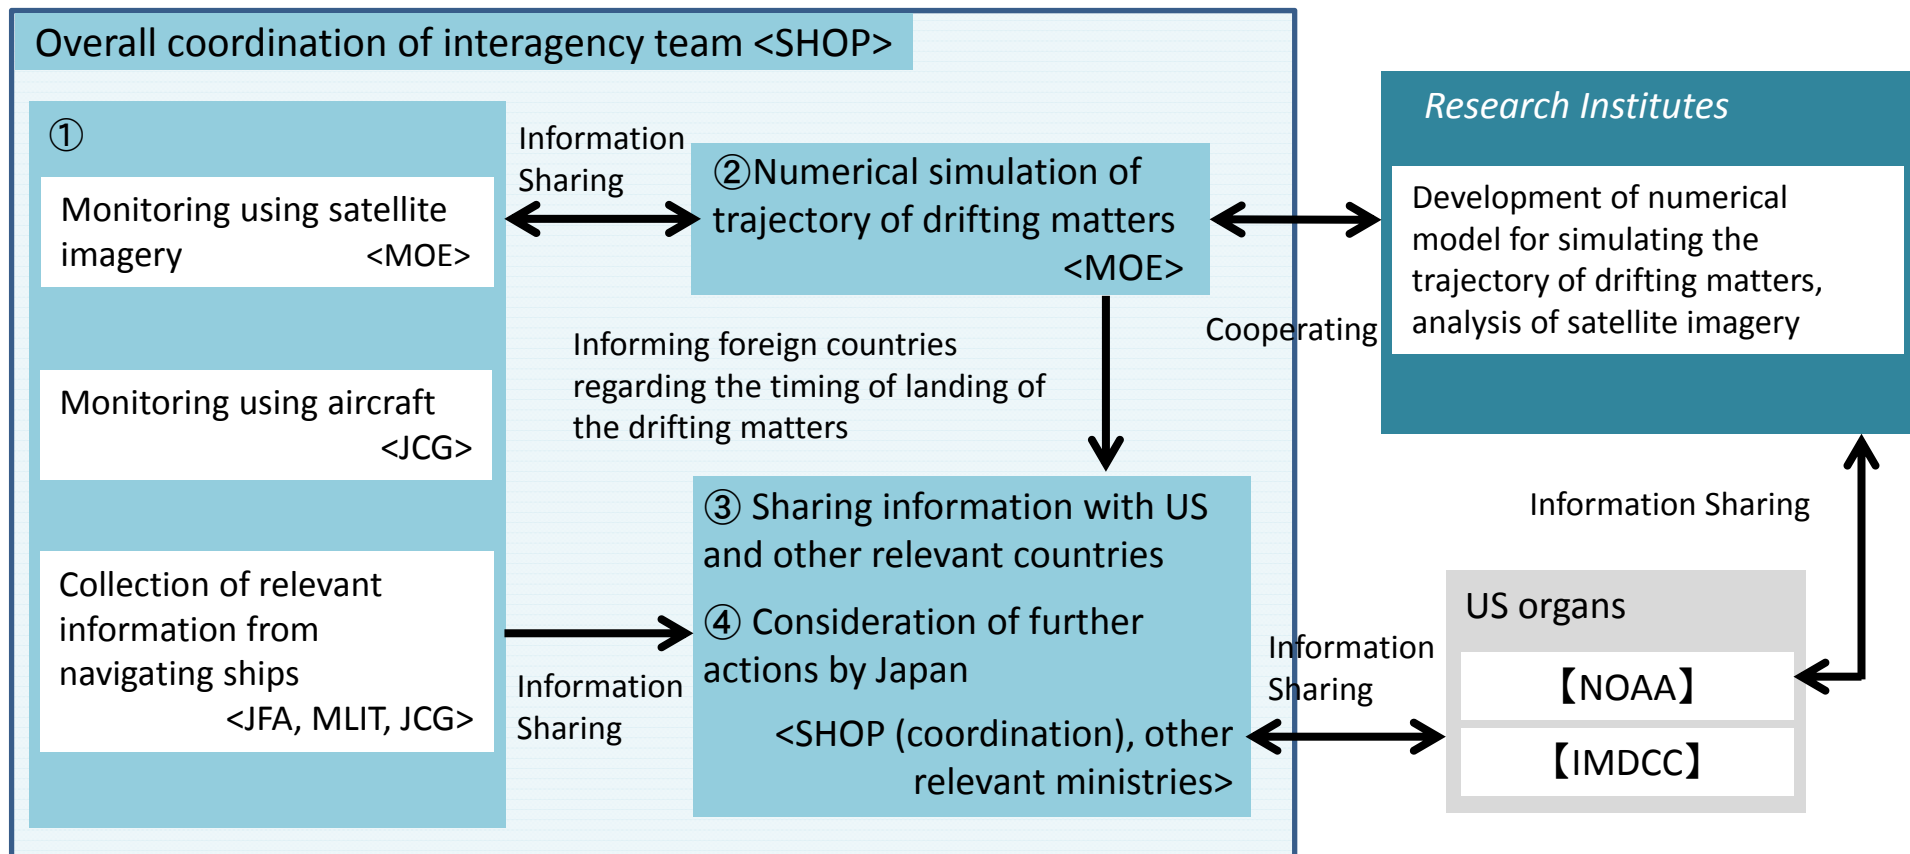 Overall coordination of interagency team <SHOP>
①
Monitoring using satellite
imagery <MOE>
Monitoring using aircraft
<JCG>
Collection of relevant
information from
navigating ships
<JFA, MLIT, JCG>
Information
Sharing
②Numerical simulation of
trajectory of drifting matters
<MOE>
Informing foreign countries
regarding the timing of landing of
the drifting matters
Information
Sharing
③ Sharing information with US
and other relevant countries
④ Consideration of further
actions by Japan
<SHOP (coordination), other
relevant ministries>
Cooperating
Research Institutes
Development of numerical
model for simulating the
trajectory of drifting matters,
analysis of satellite imagery
Information Sharing
Information
Sharing
US organs
【NOAA】
【IMDCC】